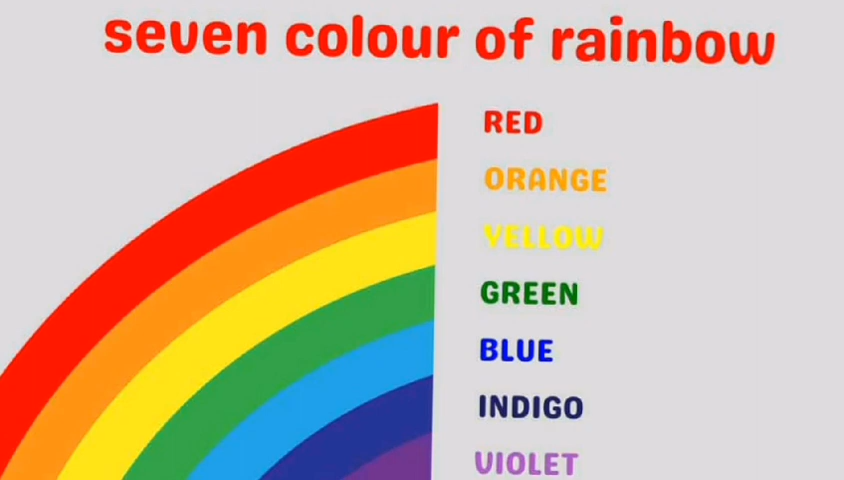 seven colour of rainbow
RED
ORANGE
YELLOW
GREEN
BLUE
INDIGO
VIOLET